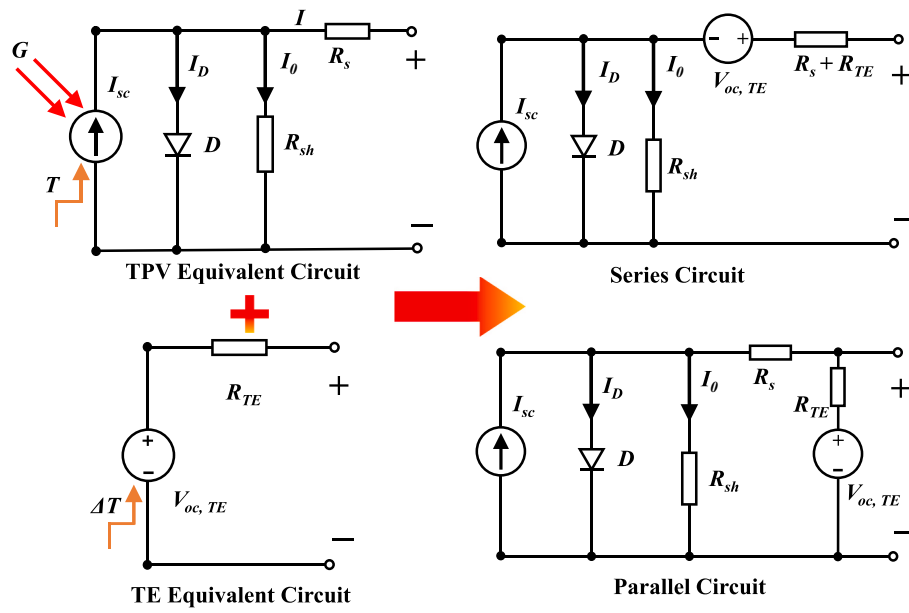 G
T
I_sc
I_D
D
I_0
R_sh
I
R_s
+
−
TPV Equivalent Circuit
+
R_TE
+
+
−
ΔT
V_oc, TE
−
TE Equivalent Circuit
I_sc
I_D
D
I_0
R_sh
- +
V_oc, TE
R_s + R_TE
+
−
Series Circuit
I_sc
I_D
D
I_0
R_sh
R_s
R_TE
+
+
−
V_oc, TE
−
Parallel Circuit